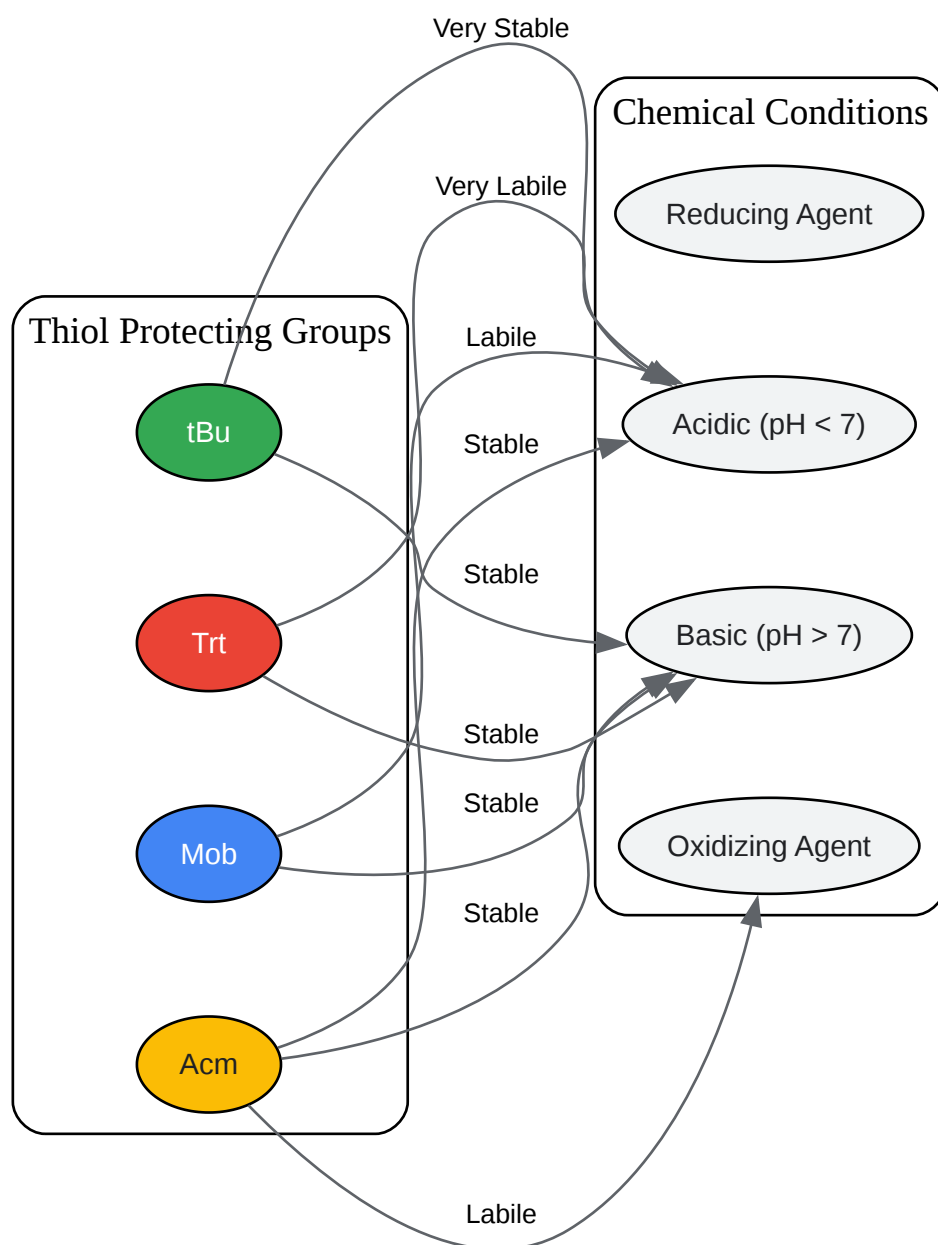 Very Stable
Chemical Conditions
Very Labile
Reducing Agent
Thiol Protecting Groups
Labile
tBu
Stable
Acidic (pH < 7)
Stable
Trt
Basic (pH > 7)
Stable
Stable
Mob
Oxidizing Agent
Stable
Acm
Labile